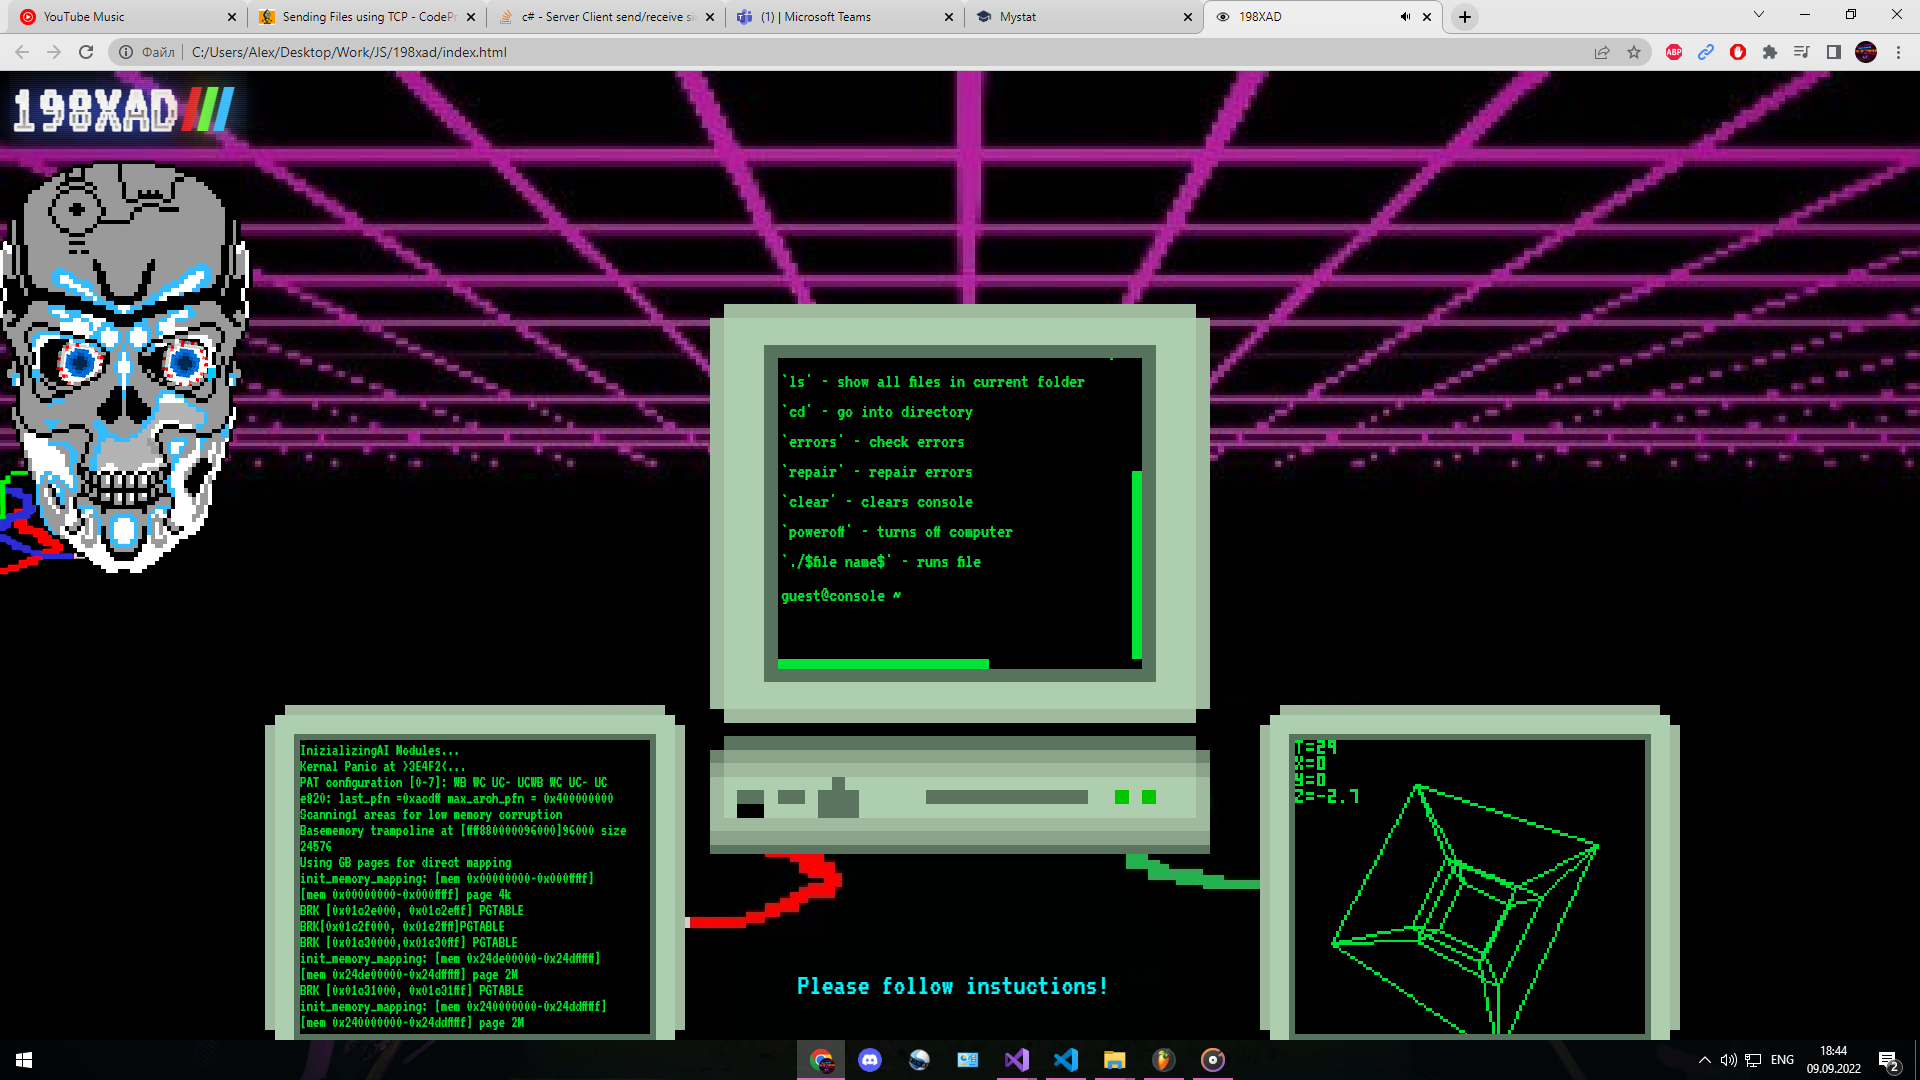 YouTube Music
Sending Files using TCP - CodePr
c# - Server Client send/receive si
(1) | Microsoft Teams
Mystat
198XAD
Файл
C:/Users/Alex/Desktop/Work/JS/198xad/index.html
ABP
198XAD
`ls` - show all files in current folder
`cd` - go into directory
`errors` - check errors
`repair` - repair errors
`clear` - clears console
`poweroff` - turns off computer
`./$file name$` - runs file
guest@console ~
InizializingAI Modules...
Kernal Panic at >3E4F2<...
PAT configuration [0-7]: WB WC UC- UCWB WC UC- UC
e820: last_pfn =0xacdff max_arch_pfn = 0x400000000
Scanning1 areas for low memory corruption
Basememory trampoline at [fff880000096000]96000 size
24576
Using GB pages for direct mapping
init_memory_mapping: [mem 0x00000000-0x000fffff]
[mem 0x00000000-0x000fffff] page 4k
BRK [0x01c2e000, 0x01c2efff] PGTABLE
BRK[0x01c2f000, 0x01c2ffff]PGTABLE
BRK [0x01c30000,0x01c30fff] PGTABLE
init_memory_mapping: [mem 0x24de00000-0x24dffffff]
[mem 0x24de00000-0x24dffffff] page 2M
BRK [0x01c31000, 0x01c31fff] PGTABLE
init_memory_mapping: [mem 0x240000000-0x24ddfffff]
[mem 0x240000000-0x24ddfffff] page 2M
T=29
X=0
Y=0
Z=-2.7
Please follow instuctions!
ENG
18:44
09.09.2022
2